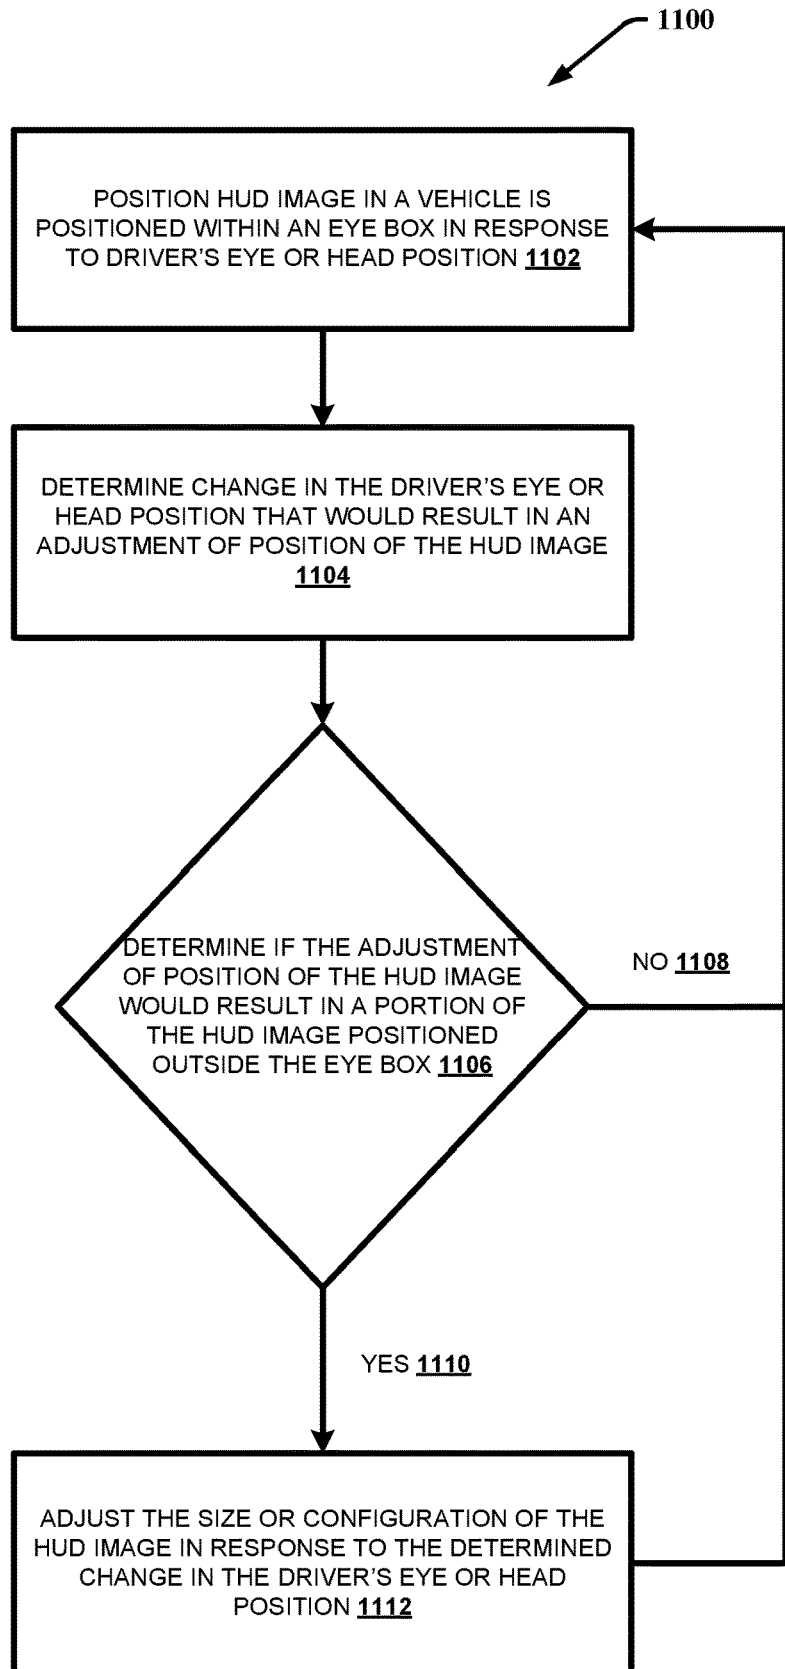 1100
POSITION HUD IMAGE IN A VEHICLE IS
POSITIONED WITHIN AN EYE BOX IN RESPONSE
TO DRIVER'S EYE OR HEAD POSITION 1102
DETERMINE CHANGE IN THE DRIVER'S EYE OR
HEAD POSITION THAT WOULD RESULT IN AN
ADJUSTMENT OF POSITION OF THE HUD IMAGE
1104
DETERMINE IF THE ADJUSTMENT
OF POSITION OF THE HUD IMAGE
WOULD RESULT IN A PORTION OF
THE HUD IMAGE POSITIONED
OUTSIDE THE EYE BOX 1106
NO 1108
YES 1110
ADJUST THE SIZE OR CONFIGURATION OF THE
HUD IMAGE IN RESPONSE TO THE DETERMINED
CHANGE IN THE DRIVER'S EYE OR HEAD
POSITION 1112